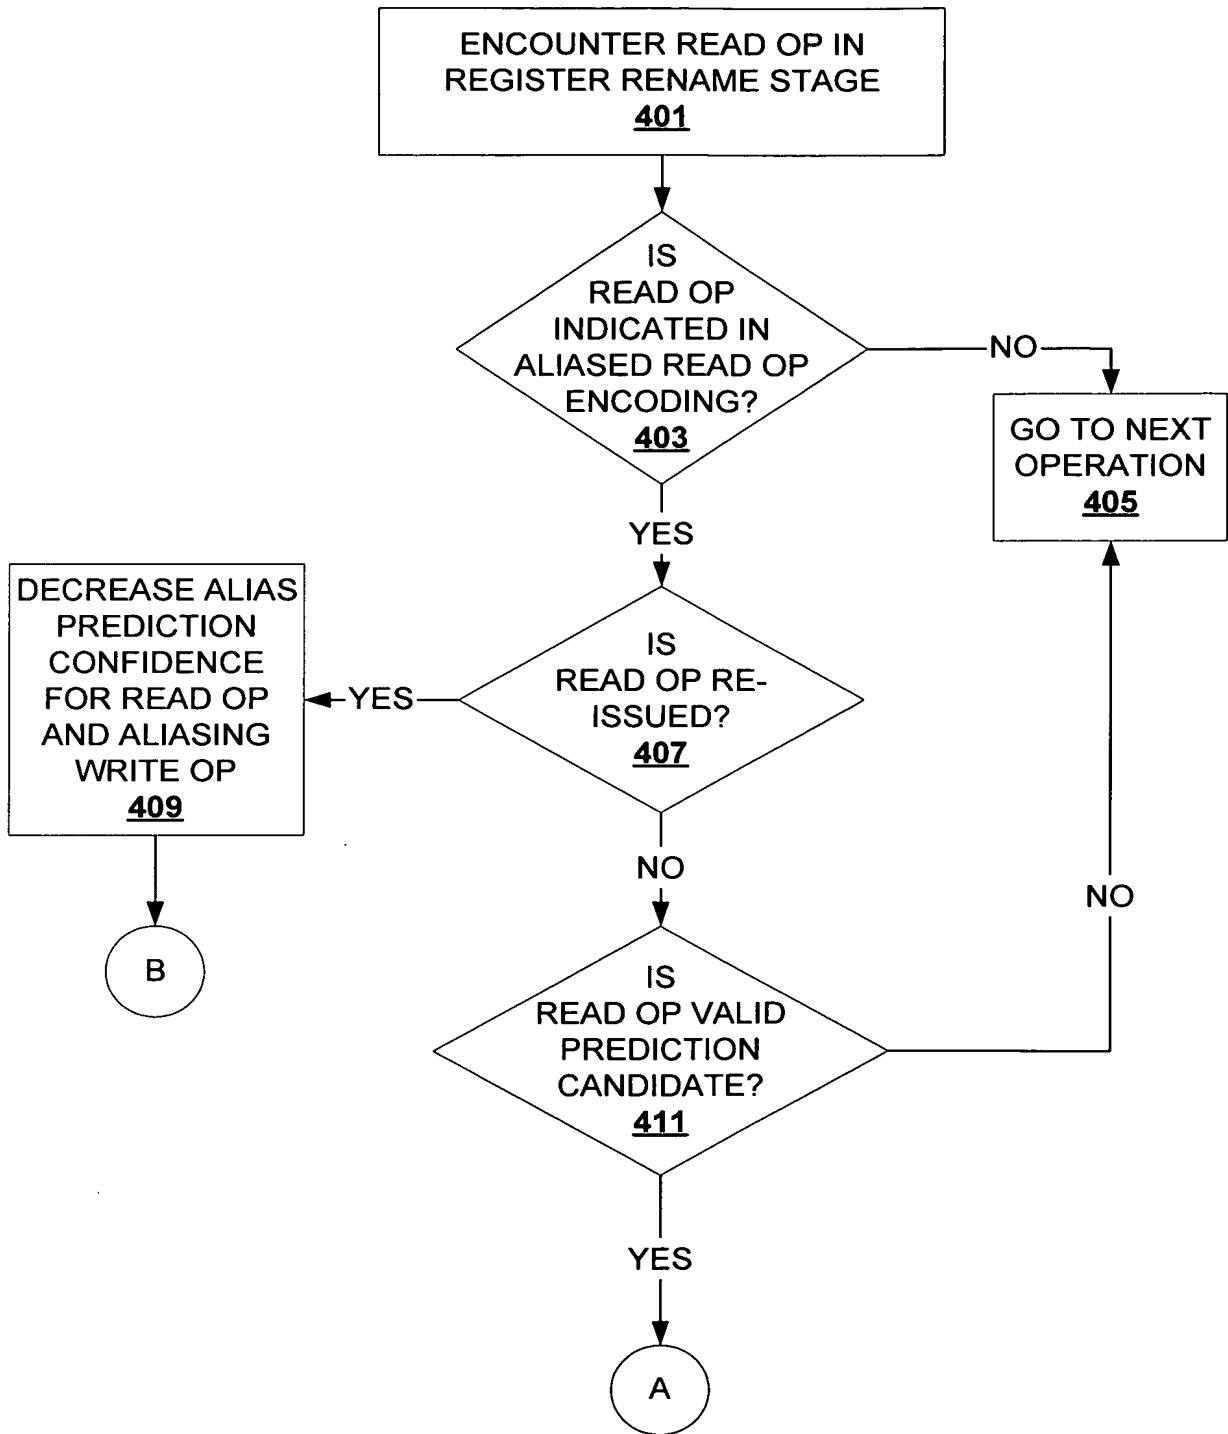 ENCOUNTER READ OP IN
REGISTER RENAME STAGE
401
IS
READ OP
INDICATED IN
ALIASED READ OP
ENCODING?
403
NO
GO TO NEXT
OPERATION
405
YES
DECREASE ALIAS
PREDICTION
CONFIDENCE
FOR READ OP
AND ALIASING
WRITE OP
409
YES
IS
READ OP RE-
ISSUED?
407
NO
NO
B
IS
READ OP VALID
PREDICTION
CANDIDATE?
411
YES
A